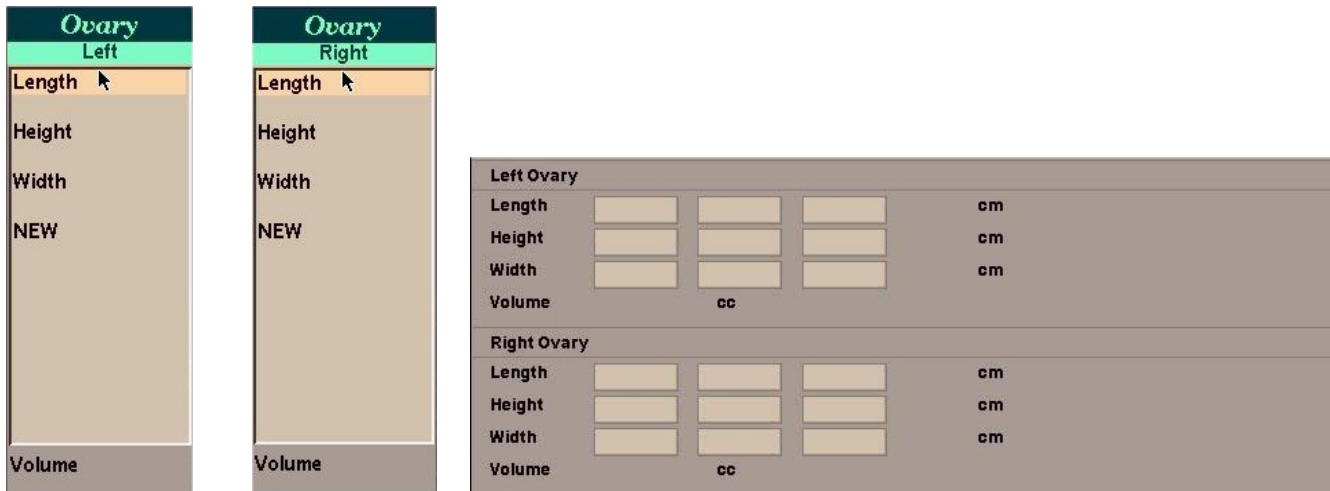 Ovary
Left
Length
Height
Width
NEW
Volume
Ovary
Right
Length
Height
Width
NEW
Volume
Left Ovary
Length cm
Height cm
Width cm
Volume cc
Right Ovary
Length cm
Height cm
Width cm
Volume cc